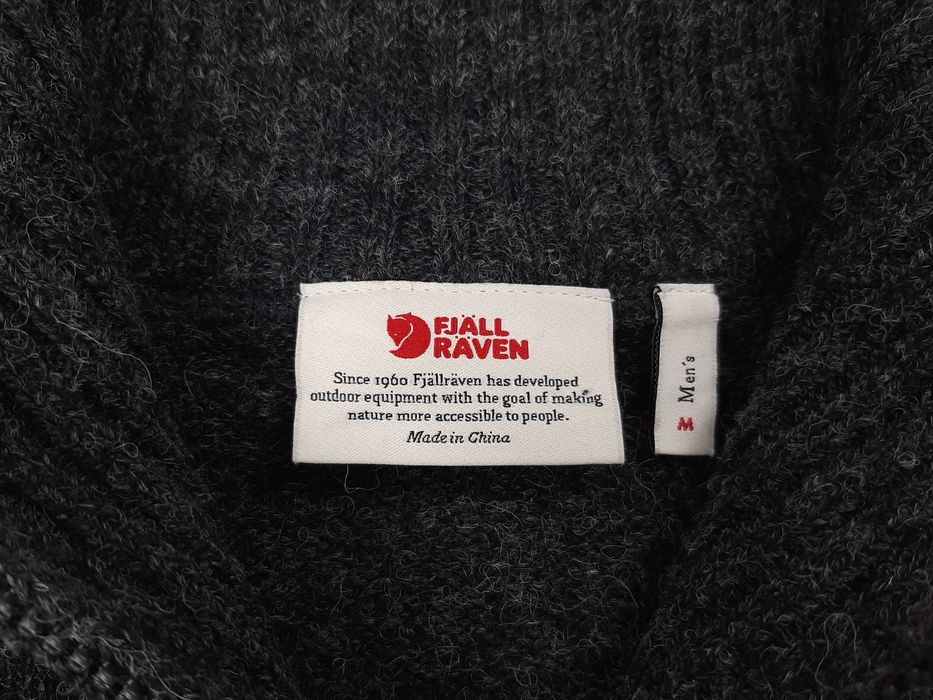 FJÄLL
RÄVEN
Since 1960 Fjällräven has developed
outdoor equipment with the goal of making
nature more accessible to people.
Made in China
Men's
M